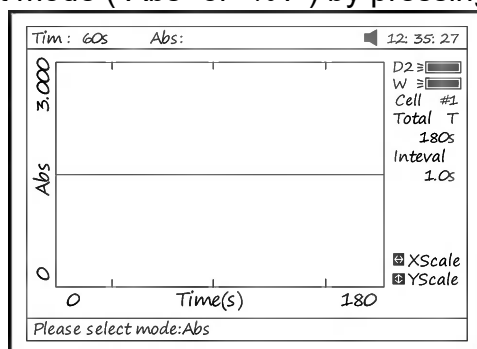 t mode ("Abs" or "%T") by pressing
Tim: 60s Abs: 12:35:27
3.000
Abs
0
0 Time(s) 180
D2
W
Cell #1
Total T
180s
Inteval
1.0s
XScale
YScale
Please select mode:Abs